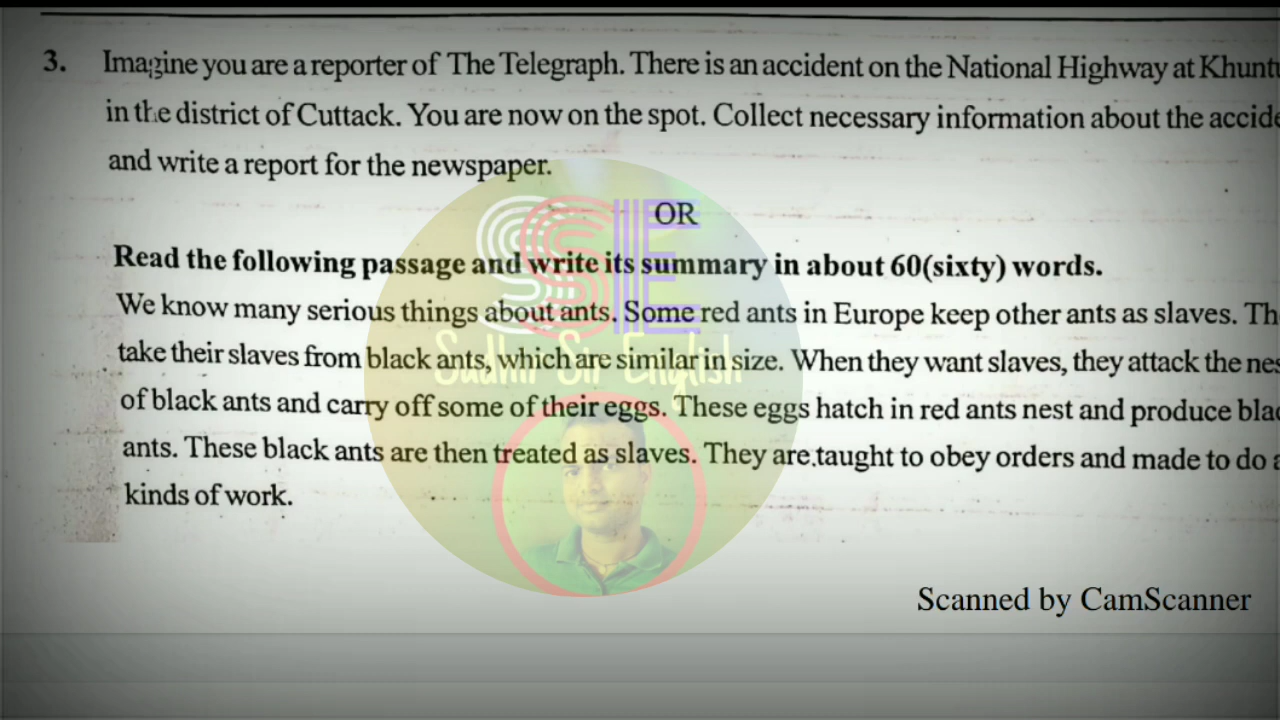 3. Imagine you are a reporter of The Telegraph. There is an accident on the National Highway at
in the district of Cuttack. You are now on the spot. Collect necessary information about the
and write a report for the newspaper.
OR
Read the following passage and write its summary in about 60(sixty) words.
We know many serious things about ants. Some red ants in Europe keep other ants as slaves.
take their slaves from black ants, which are similar in size. When they want slaves, they attack the
of black ants and carry off some of their eggs. These eggs hatch in red ants nest and produce
ants. These black ants are then treated as slaves. They are.taught to obey orders and made to do
kinds of work.
SSE
Sudhir Sir English
Scanned by CamScanner